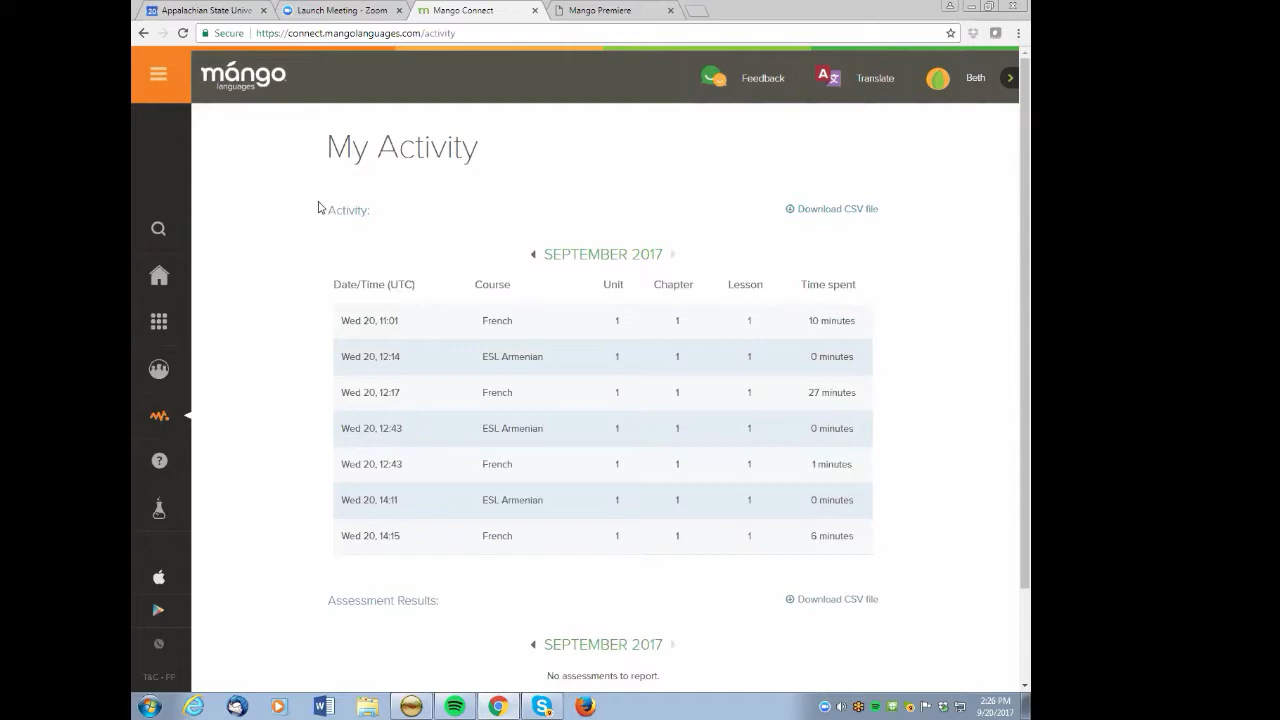 Appalachian State Unive
Launch Meeting - Zoom
Mango Connect
Mango Premiere
Secure
https://connect.mangolanguages.com/activity
mango
languages
Feedback
Translate
Beth
My Activity
Activity:
Download CSV file
SEPTEMBER 2017
Date/Time (UTC) Course Unit Chapter Lesson Time spent
Wed 20, 11:01 French 1 1 1 10 minutes
Wed 20, 12:14 ESL Armenian 1 1 1 0 minutes
Wed 20, 12:17 French 1 1 1 27 minutes
Wed 20, 12:43 ESL Armenian 1 1 1 0 minutes
Wed 20, 12:43 French 1 1 1 1 minutes
Wed 20, 14:11 ESL Armenian 1 1 1 0 minutes
Wed 20, 14:15 French 1 1 1 6 minutes
Assessment Results:
Download CSV file
SEPTEMBER 2017
No assessments to report.
T&C • PP
2:26 PM
9/20/2017